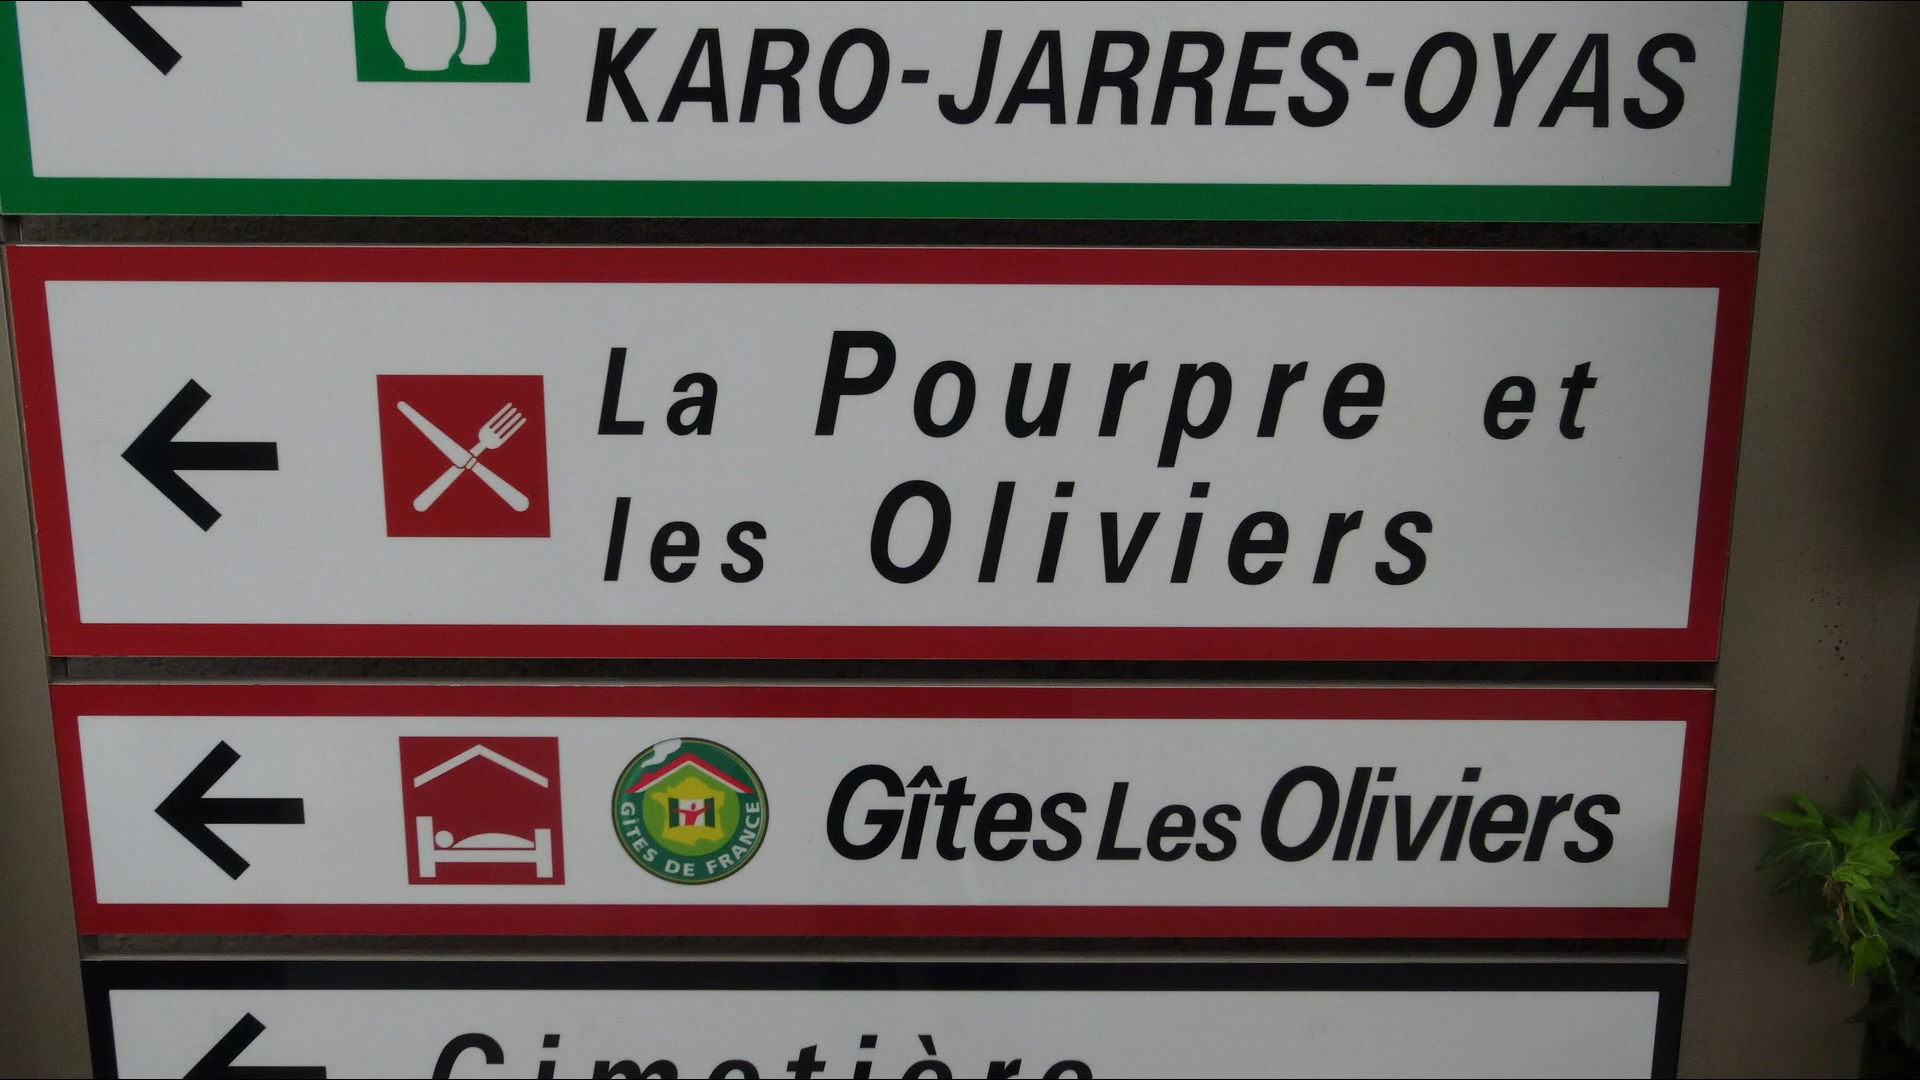 KARO-JARRES-OYAS
La Pourpre et
les Oliviers
GÎTES DE FRANCE
Gîtes Les Oliviers
Cimetière